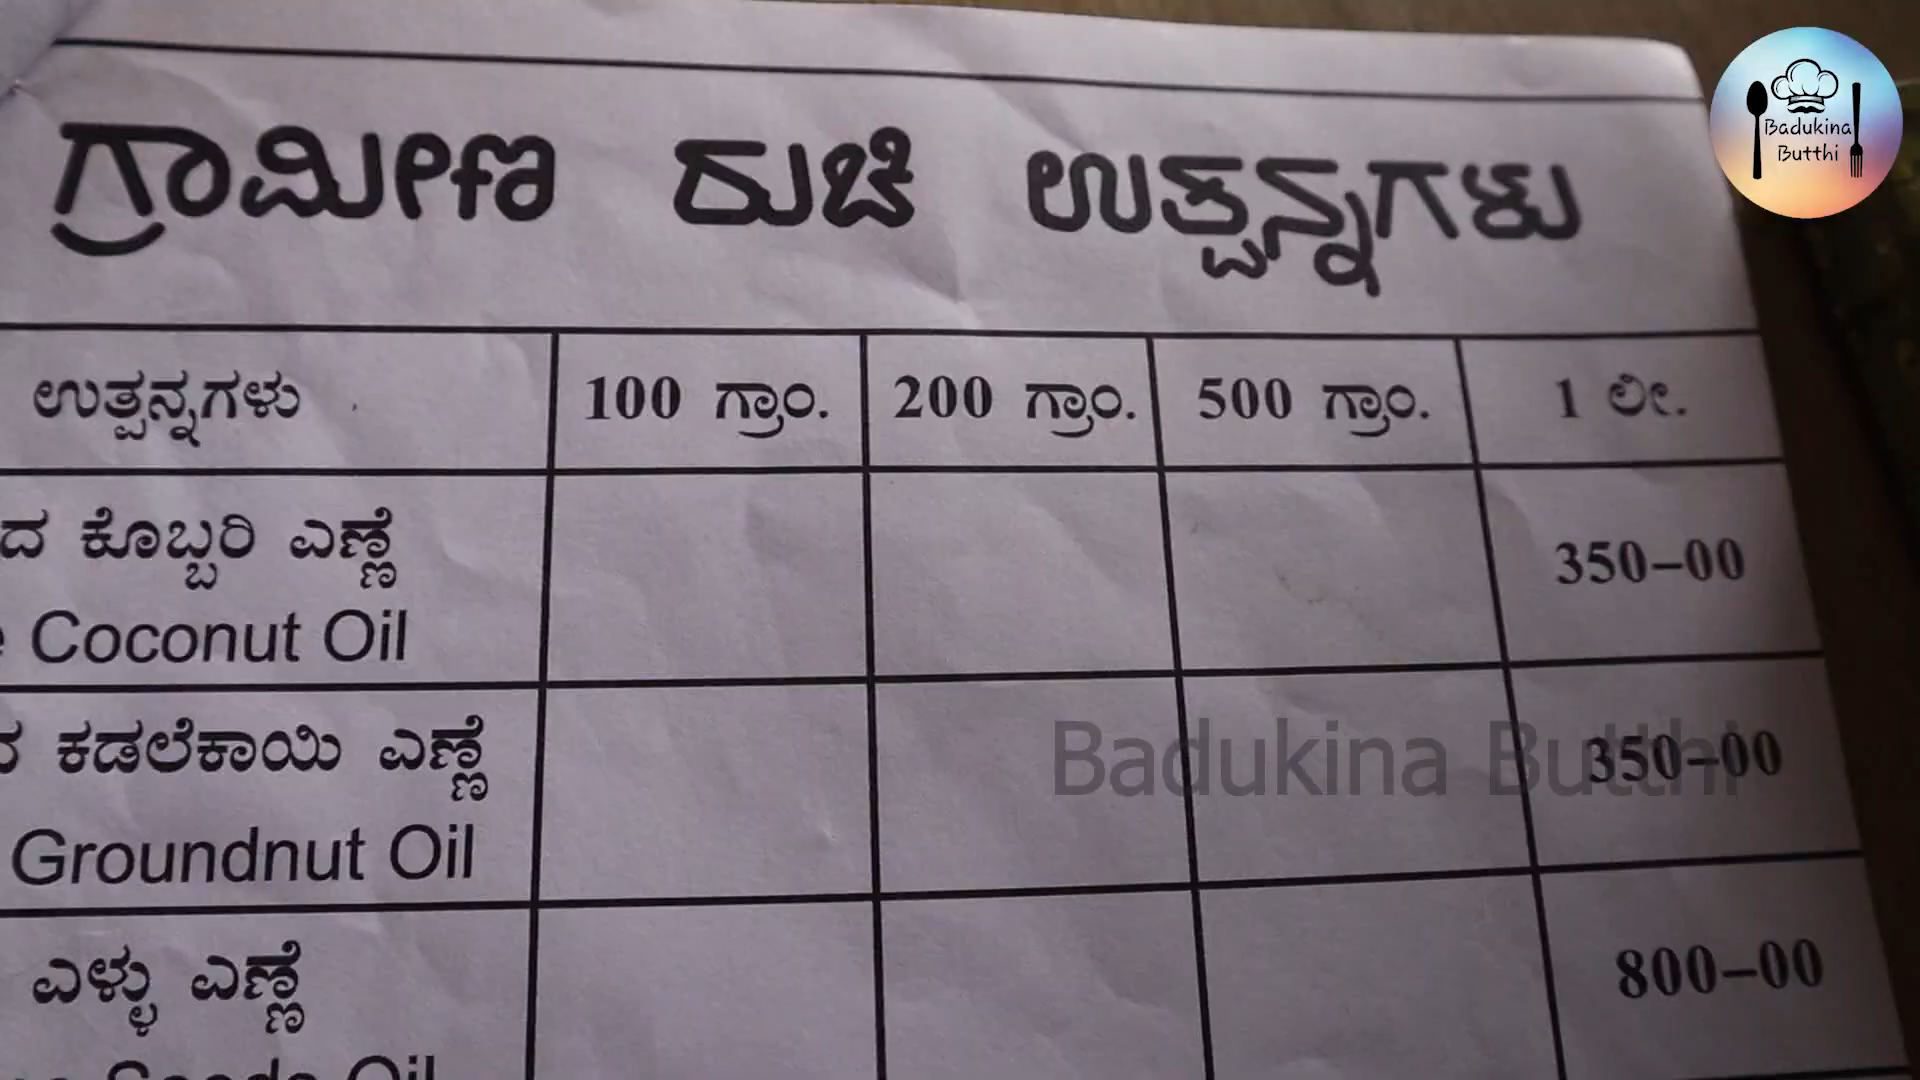 Badukina
Butthi
ಗ್ರಾಮೀಣ ರುಚಿ ಉತ್ಪನ್ನಗಳು
ಉತ್ಪನ್ನಗಳು 100 ಗ್ರಾಂ. 200 ಗ್ರಾಂ. 500 ಗ್ರಾಂ. 1 ಲೀ.
ಕೊಬ್ಬರಿ ಎಣ್ಣೆ 350-00
Coconut Oil
ಕಡಲೆಕಾಯಿ ಎಣ್ಣೆ 350-00
Badukina Butthi
Groundnut Oil
ಎಳ್ಳು ಎಣ್ಣೆ 800-00
Oil